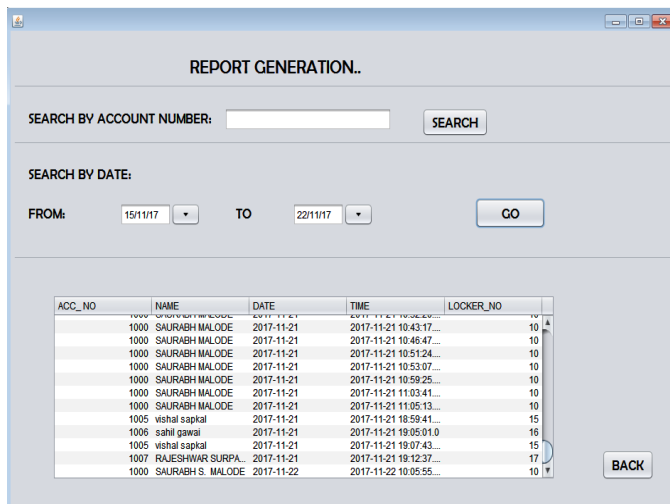 REPORT GENERATION..
SEARCH BY ACCOUNT NUMBER: SEARCH
SEARCH BY DATE:
FROM: 15/11/17 TO 22/11/17 GO
ACC_NO NAME DATE TIME LOCKER_NO
1000 SAURABH MALODE 2017-11-21 10
1000 SAURABH MALODE 2017-11-21 2017-11-21 10:43:17.... 10
1000 SAURABH MALODE 2017-11-21 2017-11-21 10:46:47.... 10
1000 SAURABH MALODE 2017-11-21 2017-11-21 10:51:24.... 10
1000 SAURABH MALODE 2017-11-21 2017-11-21 10:53:07.... 10
1000 SAURABH MALODE 2017-11-21 2017-11-21 10:59:25.... 10
1000 SAURABH MALODE 2017-11-21 2017-11-21 11:03:41.... 10
1000 SAURABH MALODE 2017-11-21 2017-11-21 11:05:13.... 10
1005 vishal sapkal 2017-11-21 2017-11-21 18:59:41.... 15
1006 sahil gawai 2017-11-21 2017-11-21 19:05:01.0 16
1005 vishal sapkal 2017-11-21 2017-11-21 19:07:43.... 15
1007 RAJESHWAR SURPA... 2017-11-21 2017-11-21 19:12:37.... 17
1000 SAURABH S. MALODE 2017-11-22 2017-11-22 10:05:55.... 10
BACK